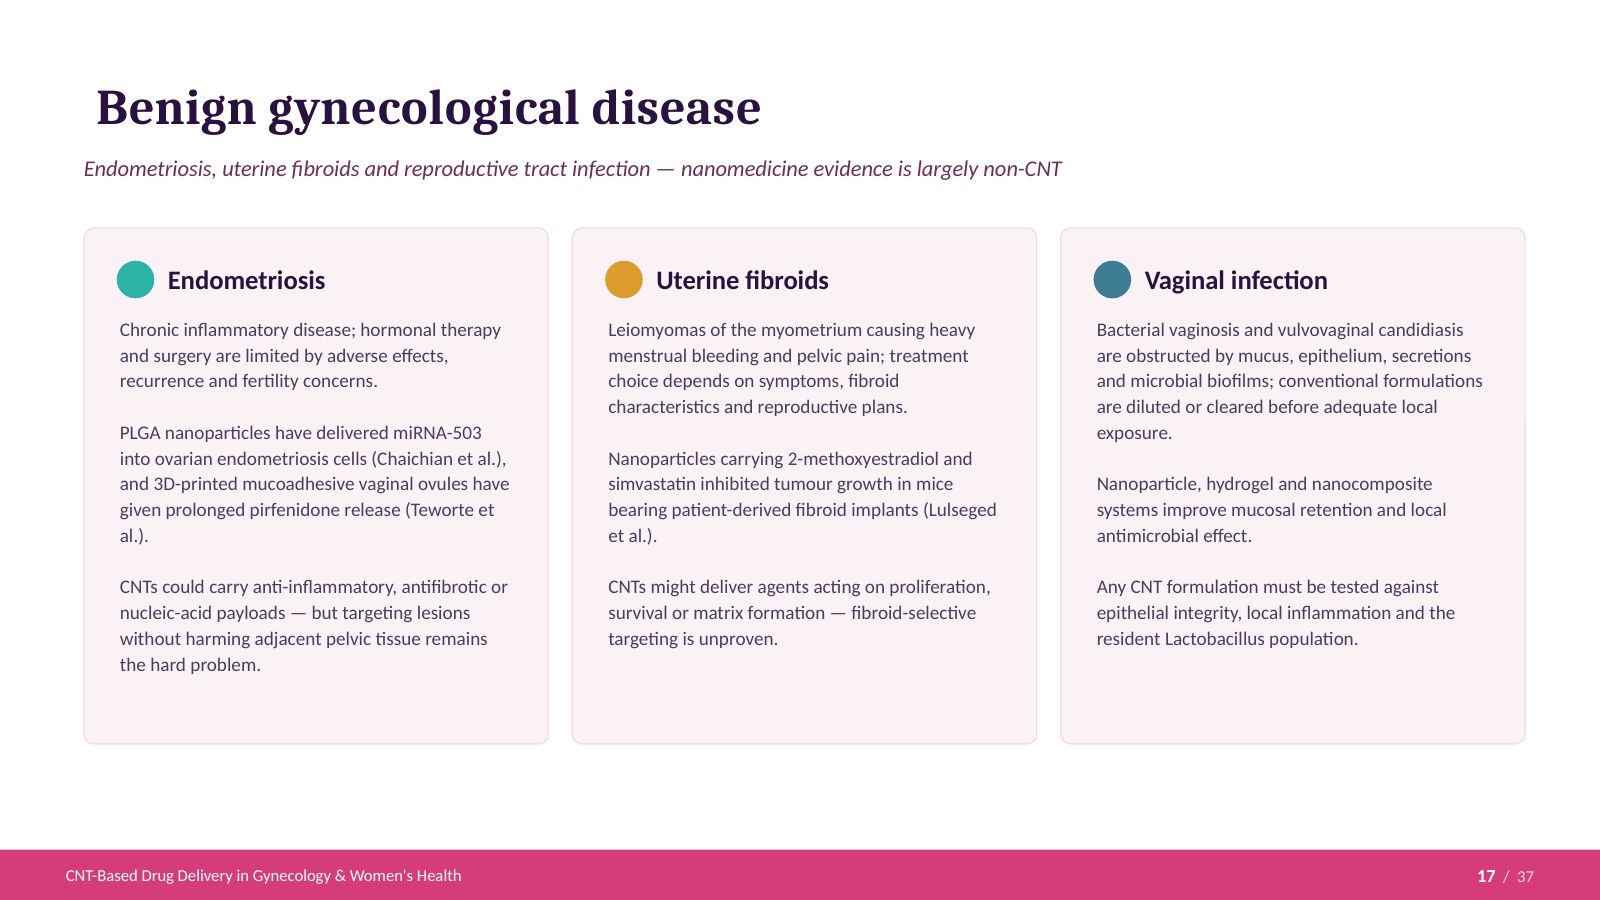 Benign gynecological disease
Endometriosis, uterine fibroids and reproductive tract infection — nanomedicine evidence is largely non-CNT
Endometriosis
Chronic inflammatory disease; hormonal therapy
and surgery are limited by adverse effects,
recurrence and fertility concerns.
PLGA nanoparticles have delivered miRNA-503
into ovarian endometriosis cells (Chaichian et al.),
and 3D-printed mucoadhesive vaginal ovules have
given prolonged pirfenidone release (Teworte et
al.).
CNTs could carry anti-inflammatory, antifibrotic or
nucleic-acid payloads — but targeting lesions
without harming adjacent pelvic tissue remains
the hard problem.
Uterine fibroids
Leiomyomas of the myometrium causing heavy
menstrual bleeding and pelvic pain; treatment
choice depends on symptoms, fibroid
characteristics and reproductive plans.
Nanoparticles carrying 2-methoxyestradiol and
simvastatin inhibited tumour growth in mice
bearing patient-derived fibroid implants (Lulseged
et al.).
CNTs might deliver agents acting on proliferation,
survival or matrix formation — fibroid-selective
targeting is unproven.
Vaginal infection
Bacterial vaginosis and vulvovaginal candidiasis
are obstructed by mucus, epithelium, secretions
and microbial biofilms; conventional formulations
are diluted or cleared before adequate local
exposure.
Nanoparticle, hydrogel and nanocomposite
systems improve mucosal retention and local
antimicrobial effect.
Any CNT formulation must be tested against
epithelial integrity, local inflammation and the
resident Lactobacillus population.
CNT-Based Drug Delivery in Gynecology & Women's Health
17 / 37